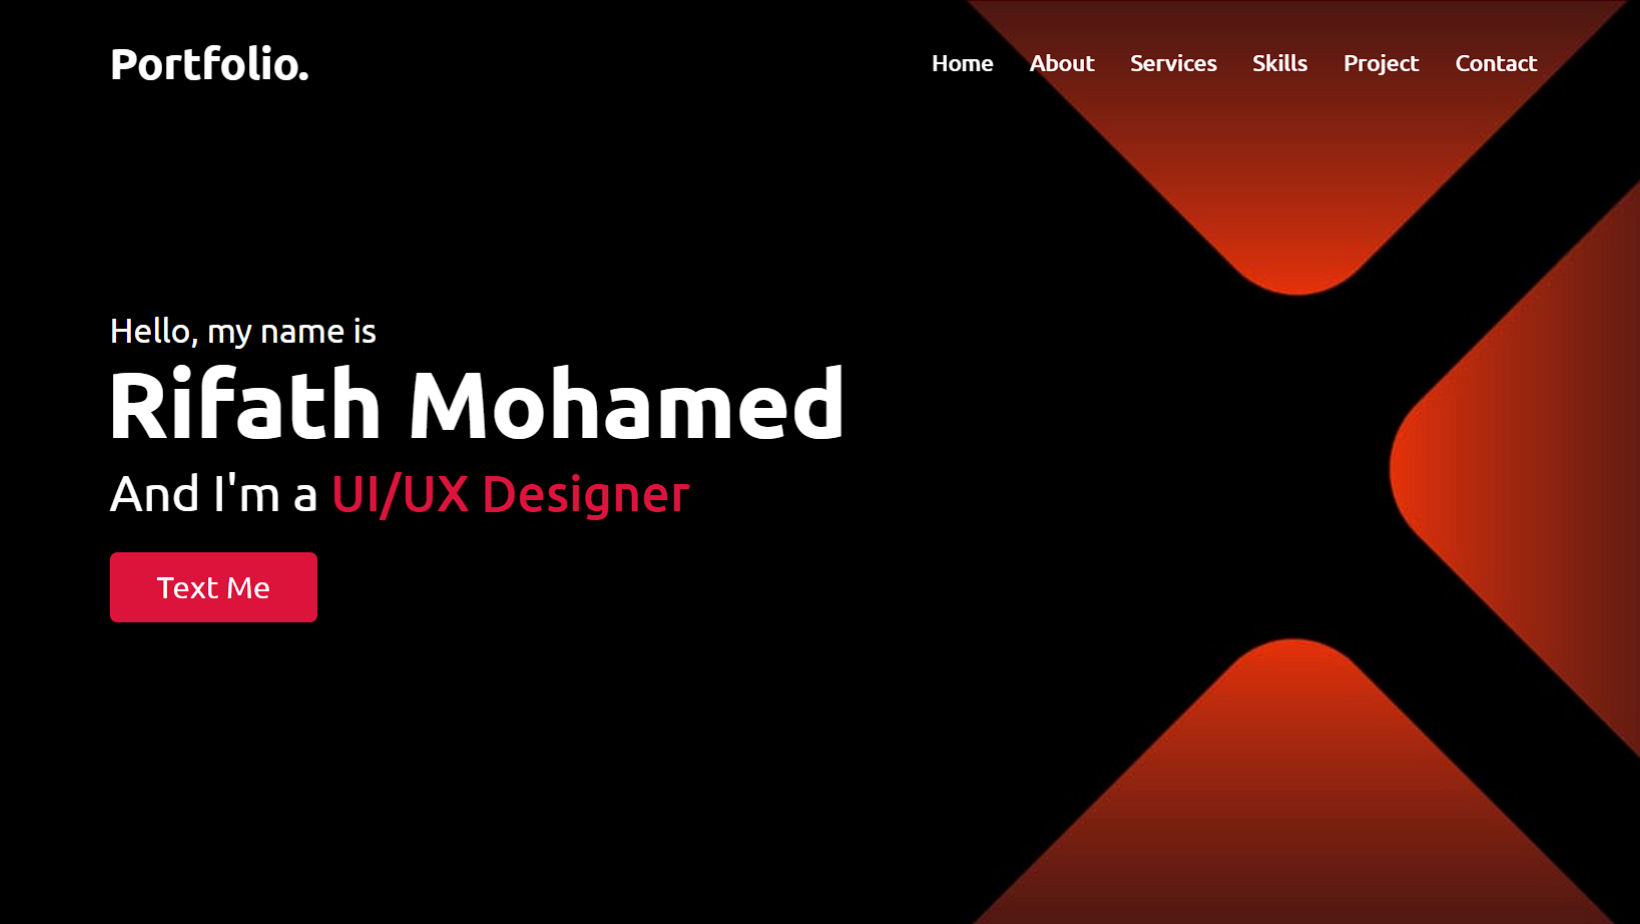 Portfolio.
Home About Services Skills Project Contact
Hello, my name is
Rifath Mohamed
And I'm a UI/UX Designer
Text Me